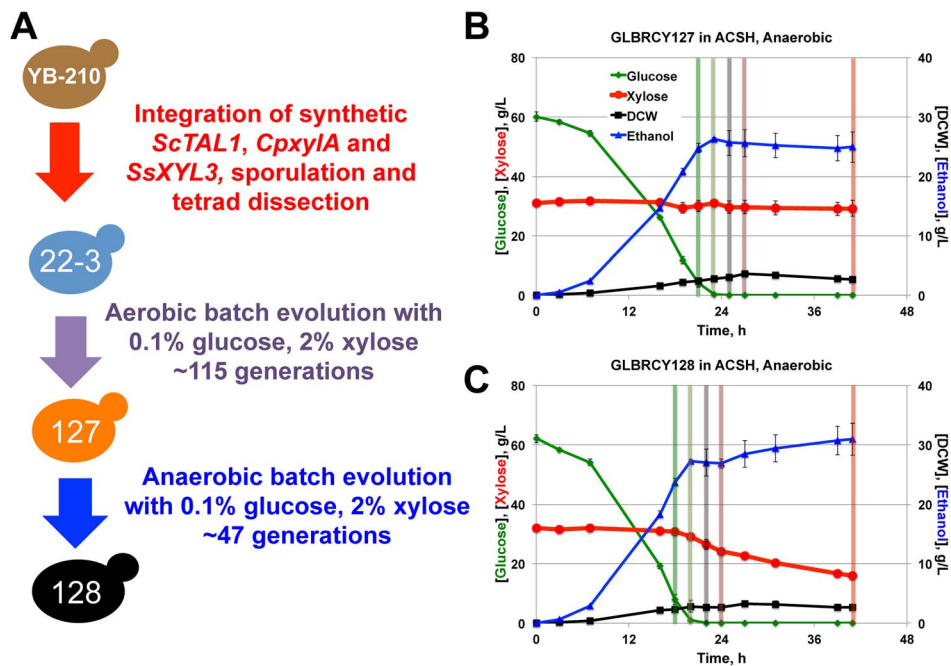 A
YB-210
Integration of synthetic
ScTAL1, CpxylA and
SsXYL3, sporulation and
tetrad dissection
22-3
Aerobic batch evolution with
0.1% glucose, 2% xylose
~115 generations
127
Anaerobic batch evolution
with 0.1% glucose, 2% xylose
~47 generations
128
B
GLBRCY127 in ACSH, Anaerobic
[Glucose], [Xylose], g/L
80
60
40
20
0
Glucose
Xylose
DCW
Ethanol
40
30
20
10
0
[DCW], [Ethanol], g/L
0 12 24 36 48
Time, h
C
GLBRCY128 in ACSH, Anaerobic
[Glucose], [Xylose], g/L
80
60
40
20
0
40
30
20
10
0
[DCW], [Ethanol], g/L
0 12 24 36 48
Time, h